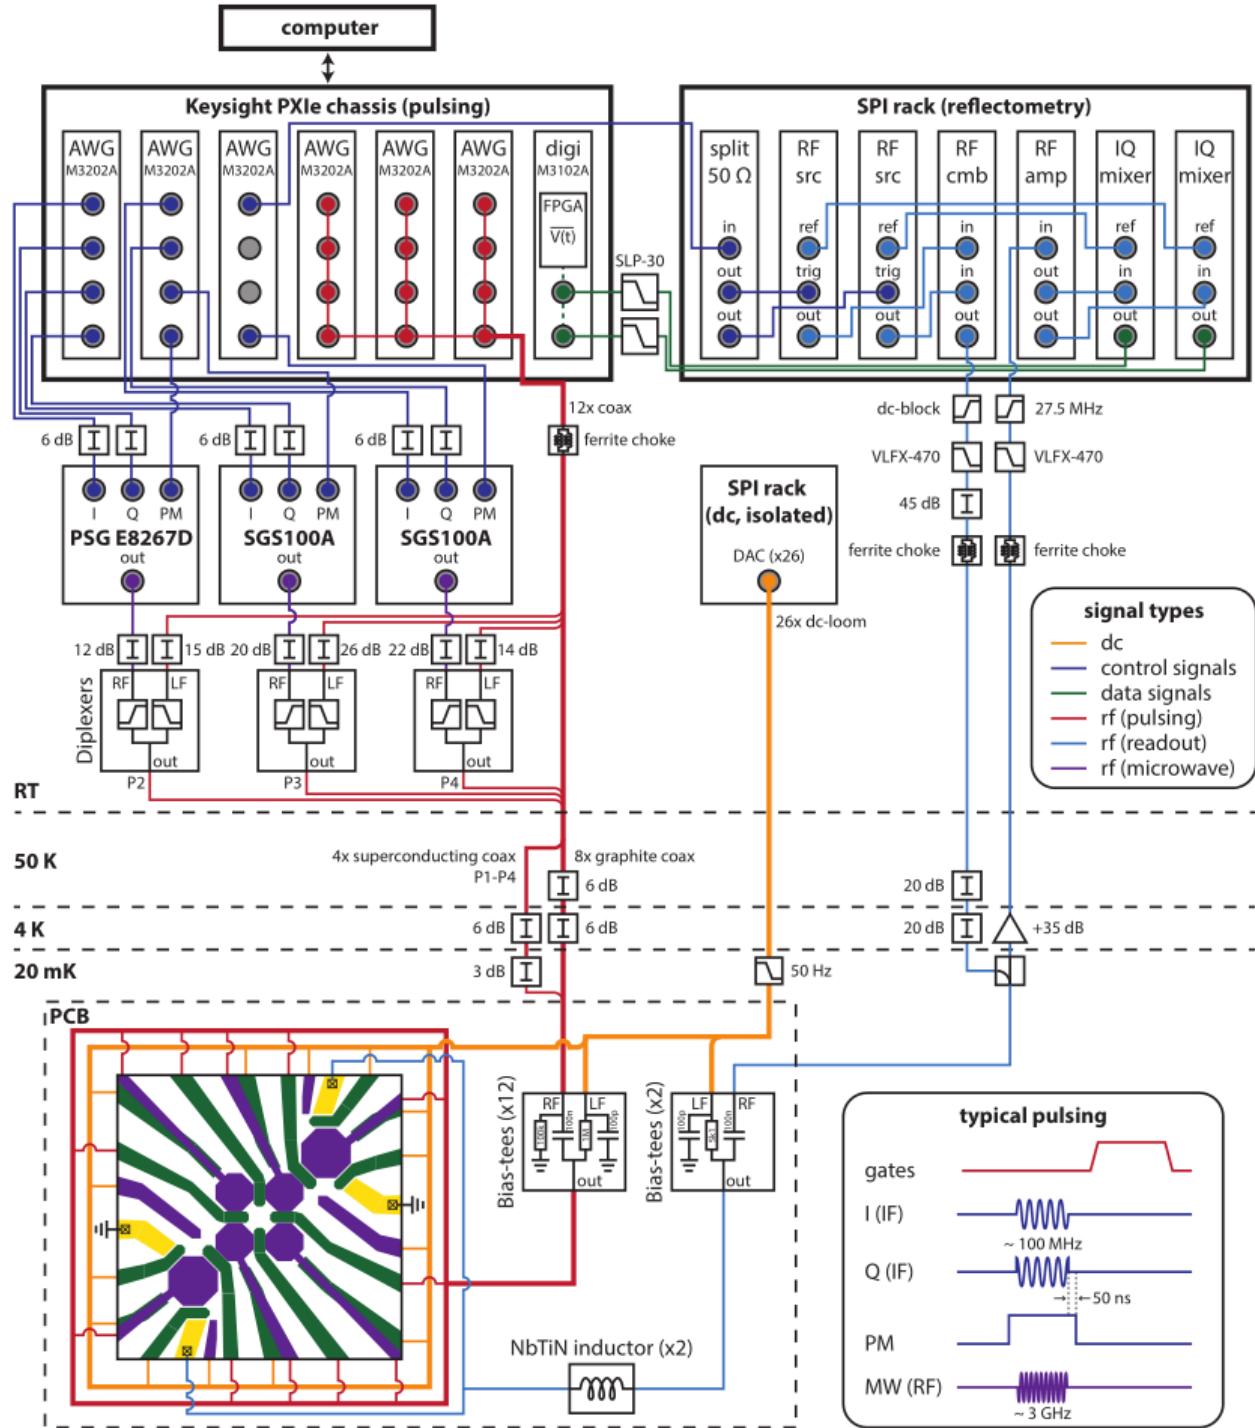 computer
Keysight PXIe chassis (pulsing)
AWG
M3202A
AWG
M3202A
AWG
M3202A
AWG
M3202A
AWG
M3202A
AWG
M3202A
digi
M3102A
FPGA
V(t)
SLP-30
SPI rack (reflectometry)
split
50 Ω
in
out
out
RF
src
ref
trig
out
RF
src
ref
trig
out
RF
cmb
in
in
out
RF
amp
in
out
out
IQ
mixer
ref
in
out
IQ
mixer
ref
in
out
6 dB
6 dB
6 dB
12x coax
ferrite choke
dc-block
27.5 MHz
VLFX-470
VLFX-470
45 dB
ferrite choke
ferrite choke
I
Q
PM
PSG E8267D
out
I
Q
PM
SGS100A
out
I
Q
PM
SGS100A
out
SPI rack
(dc, isolated)
DAC (x26)
26x dc-loom
signal types
dc
control signals
data signals
rf (pulsing)
rf (readout)
rf (microwave)
12 dB
15 dB
20 dB
26 dB
22 dB
14 dB
Diplexers
RF
LF
out
RF
LF
out
RF
LF
out
P2
P3
P4
RT
50 K
4x superconducting coax
P1-P4
8x graphite coax
6 dB
20 dB
4 K
6 dB
6 dB
20 dB
+35 dB
20 mK
3 dB
50 Hz
PCB
Bias-tees (x12)
RF
LF
100k
100n
1M
100p
out
Bias-tees (x2)
LF
RF
100p
5k1
100n
out
NbTiN inductor (x2)
typical pulsing
gates
I (IF)
~ 100 MHz
Q (IF)
50 ns
PM
MW (RF)
~ 3 GHz